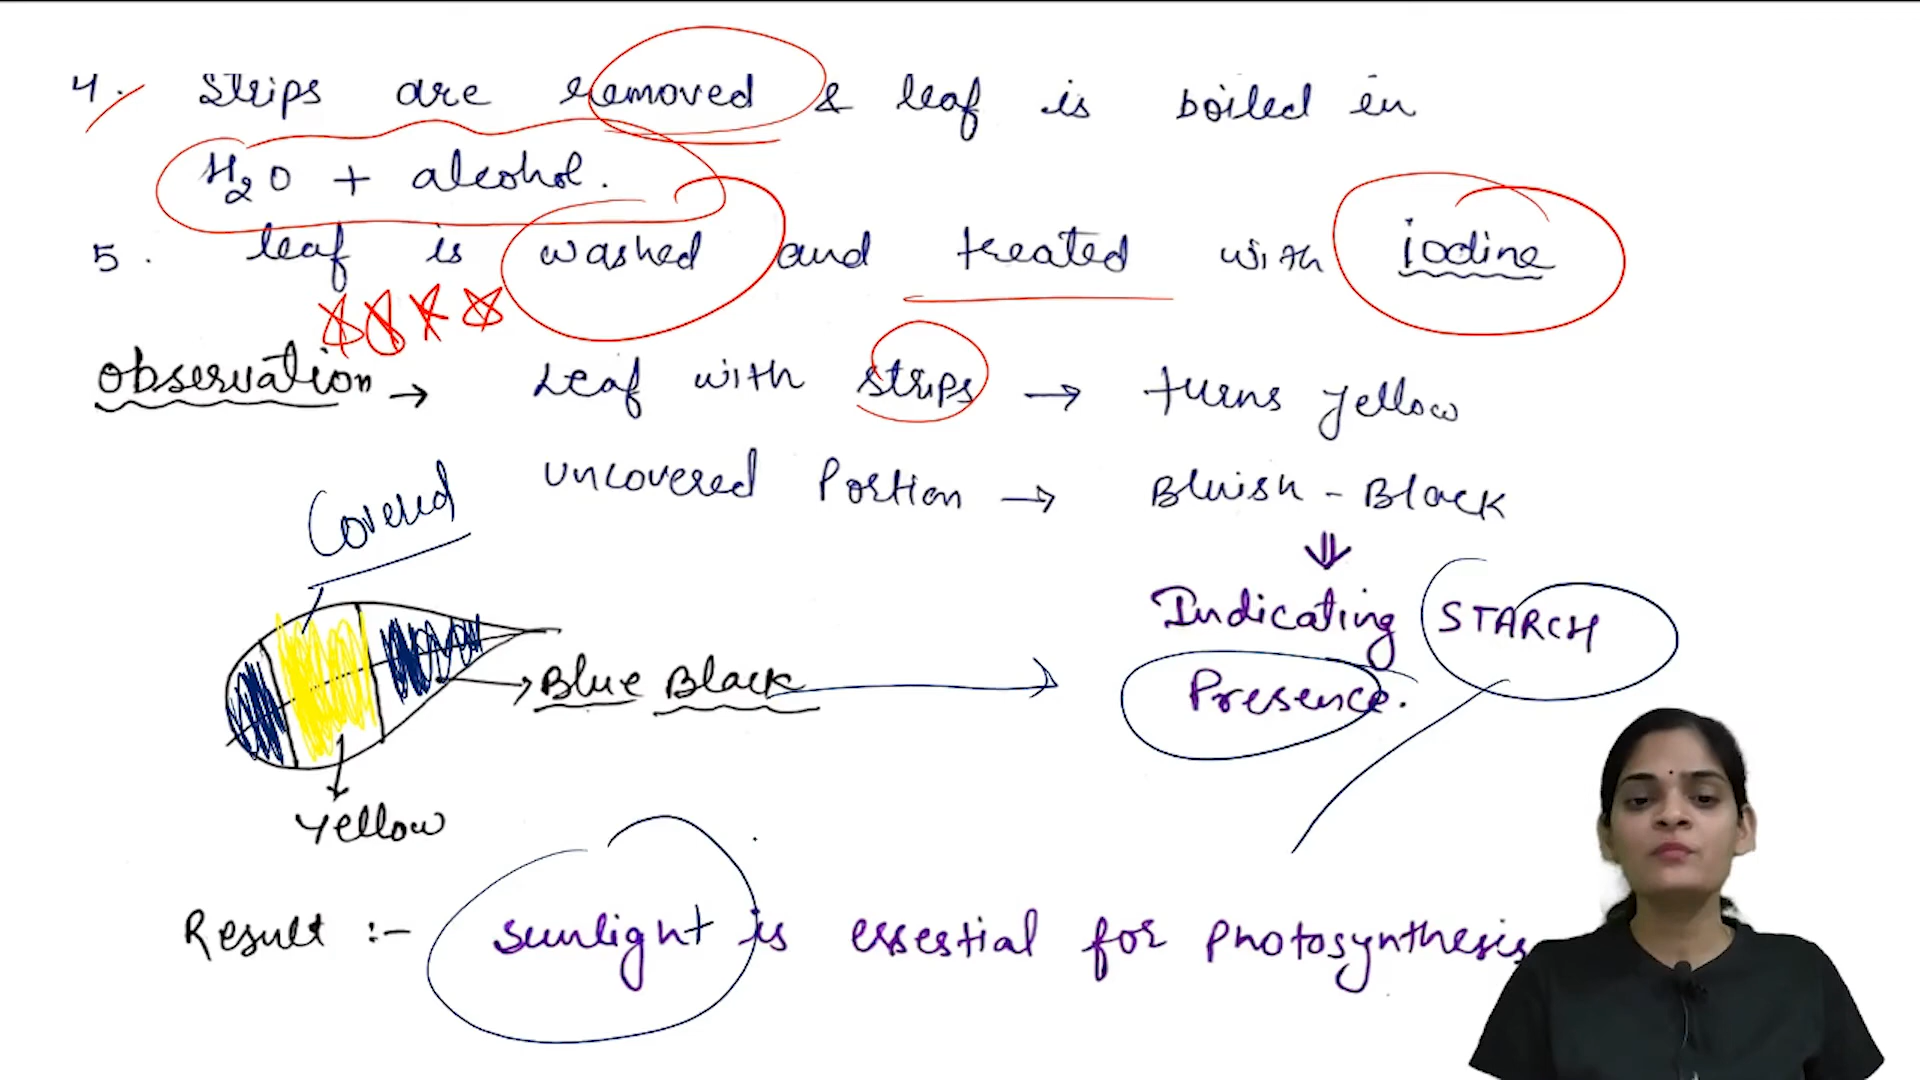 4. Strips are removed & leaf is boiled in
H₂O + alcohol.
5. leaf is washed and treated with iodine
Observation → Leaf with strips → turns yellow
uncovered Portion → Bluish - Black
Covered
⇓
Indicating STARCH
Presence.
→ Blue Black →
Yellow
Result :- sunlight is essestial for photosynthesis